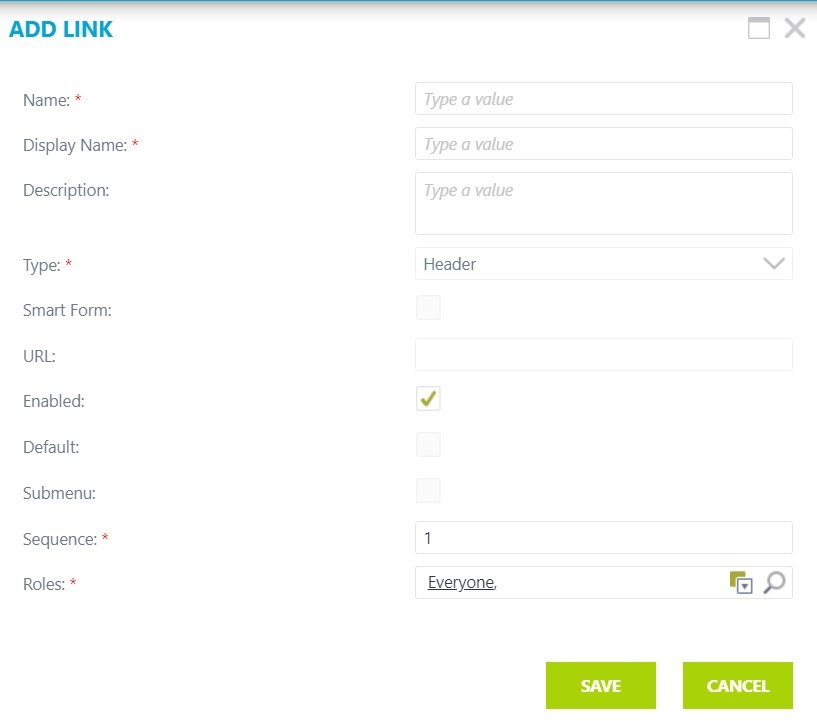 ADD LINK
Name: * Type a value
Display Name: * Type a value
Description: Type a value
Type: * Header
Smart Form:
URL:
Enabled:
Default:
Submenu:
Sequence: * 1
Roles: * Everyone,
SAVE CANCEL